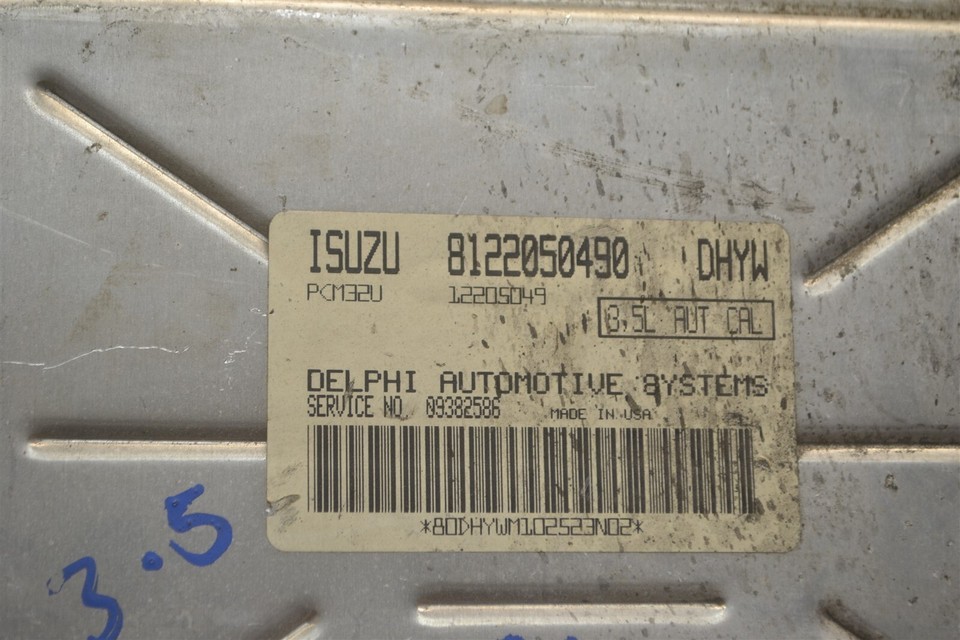 ISUZU 8122050490 DHYW
PCM32U 12205049
3.5L AUT CAL
DELPHI AUTOMOTIVE SYSTEMS
SERVICE NO 09382586 MADE IN USA
*80DHYWM102523N02*
3.5